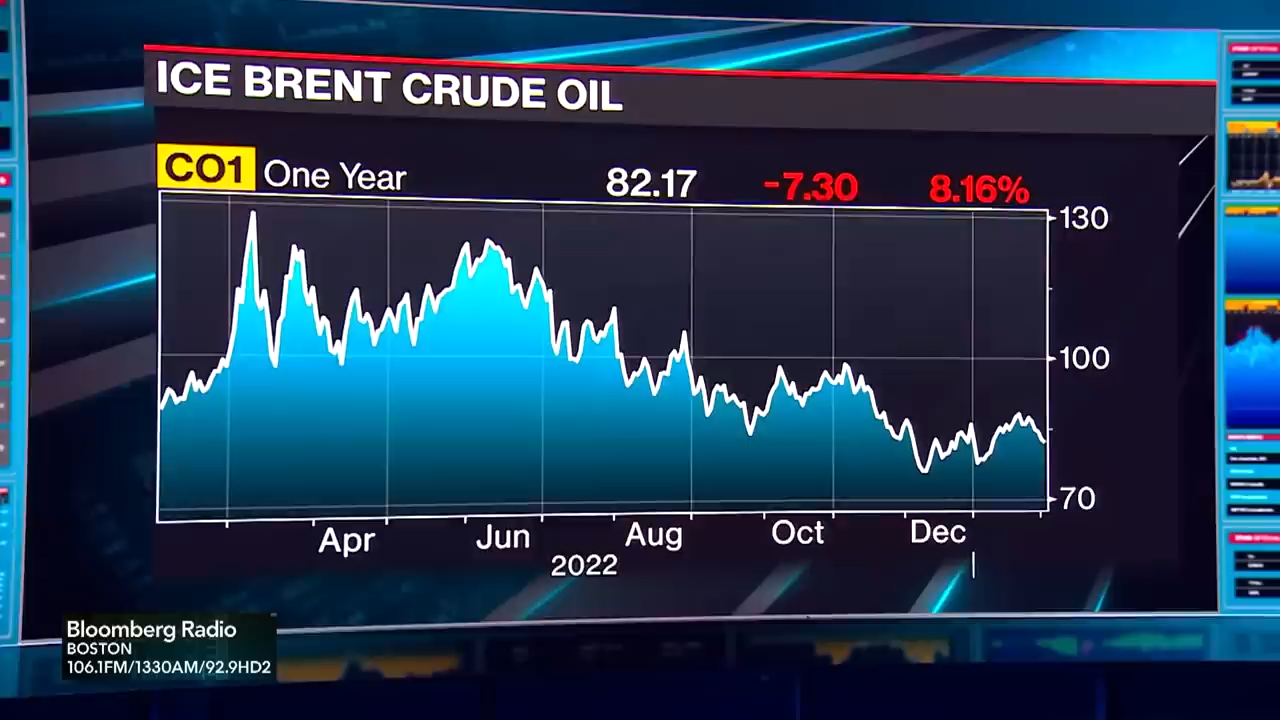 ICE BRENT CRUDE OIL
CO1 One Year 82.17 -7.30 8.16%
130
100
70
Apr Jun Aug Oct Dec
2022
Bloomberg Radio
BOSTON
106.1FM/1330AM/92.9HD2